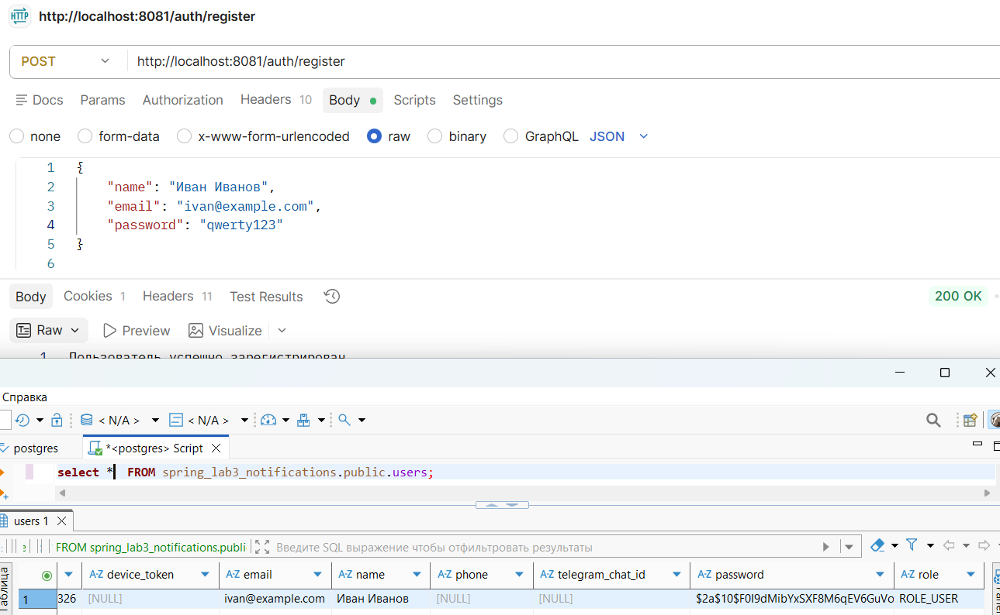 HTTP http://localhost:8081/auth/register
POST http://localhost:8081/auth/register
Docs Params Authorization Headers 10 Body Scripts Settings
none form-data x-www-form-urlencoded raw binary GraphQL JSON
1 {
2 "name": "Иван Иванов",
3 "email": "ivan@example.com",
4 "password": "qwerty123"
5 }
6
Body Cookies 1 Headers 11 Test Results 200 OK
Raw Preview Visualize
1 Пользователь успешно зарегистрирован
Справка
< N/A > < N/A >
postgres *<postgres> Script
select * FROM spring_lab3_notifications.public.users;
users 1
FROM spring_lab3_notifications.publi Введите SQL выражение чтобы отфильтровать результаты
Таблица
A-Z device_token A-Z email A-Z name A-Z phone A-Z telegram_chat_id A-Z password A-Z role
1 326 [NULL] ivan@example.com Иван Иванов [NULL] [NULL] $2a$10$F0I9dMibYxSXF8M6qEV6GuVo ROLE_USER